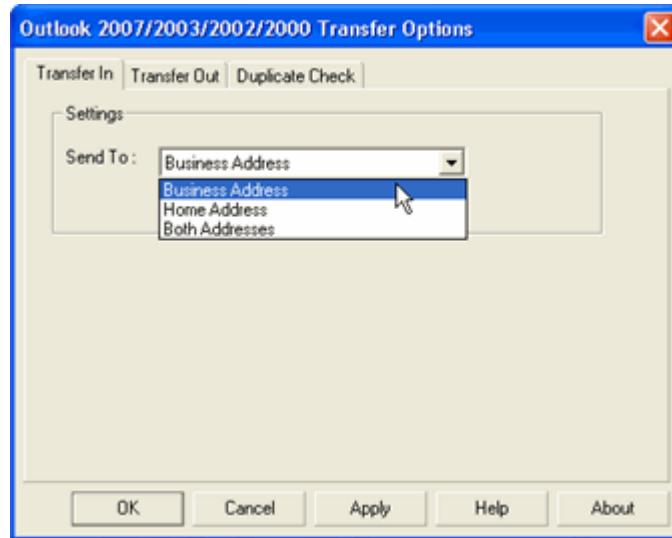 Outlook 2007/2003/2002/2000 Transfer Options
Transfer In Transfer Out Duplicate Check
Settings
Send To : Business Address
Business Address
Home Address
Both Addresses
OK Cancel Apply Help About